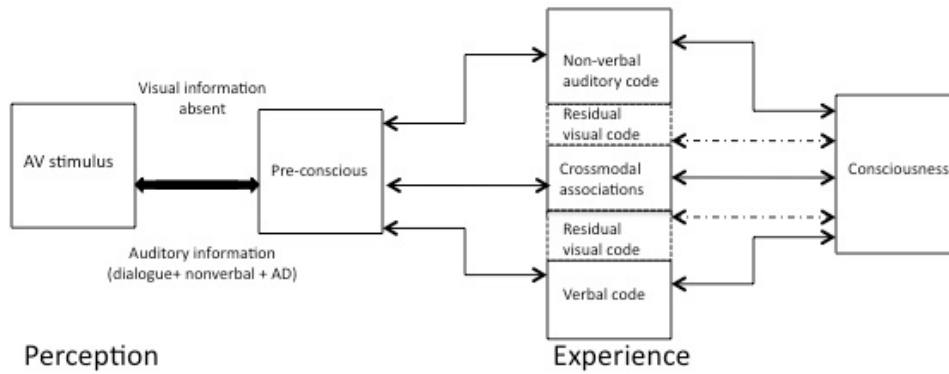 Visual information
absent
AV stimulus
Auditory information
(dialogue+ nonverbal + AD)
Pre-conscious
Non-verbal
auditory code
Residual
visual code
Crossmodal
associations
Residual
visual code
Verbal code
Consciousness
Perception
Experience